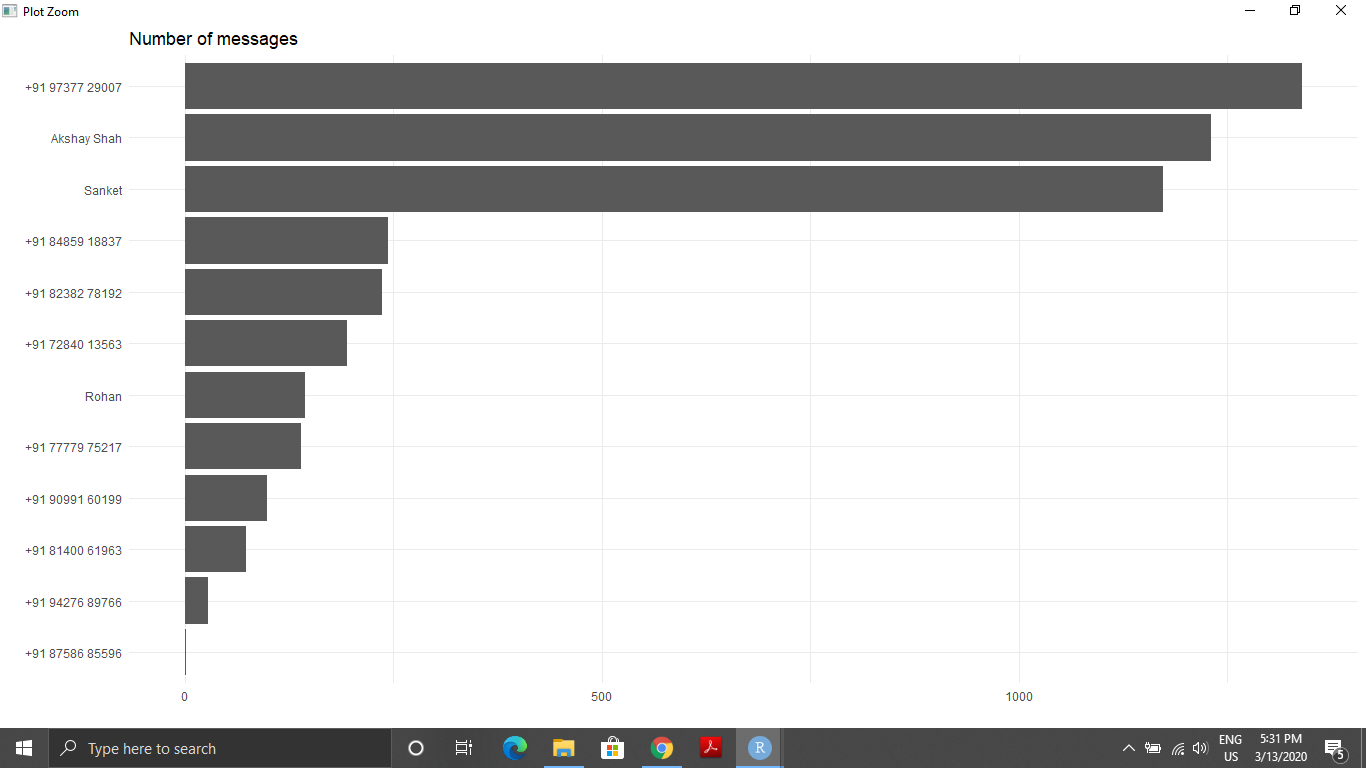 Plot Zoom
Number of messages
+91 97377 29007
Akshay Shah
Sanket
+91 84859 18837
+91 82382 78192
+91 72840 13563
Rohan
+91 77779 75217
+91 90991 60199
+91 81400 61963
+91 94276 89766
+91 87586 85596
0 500 1000
Type here to search
R
ENG
US
5:31 PM
3/13/2020
5